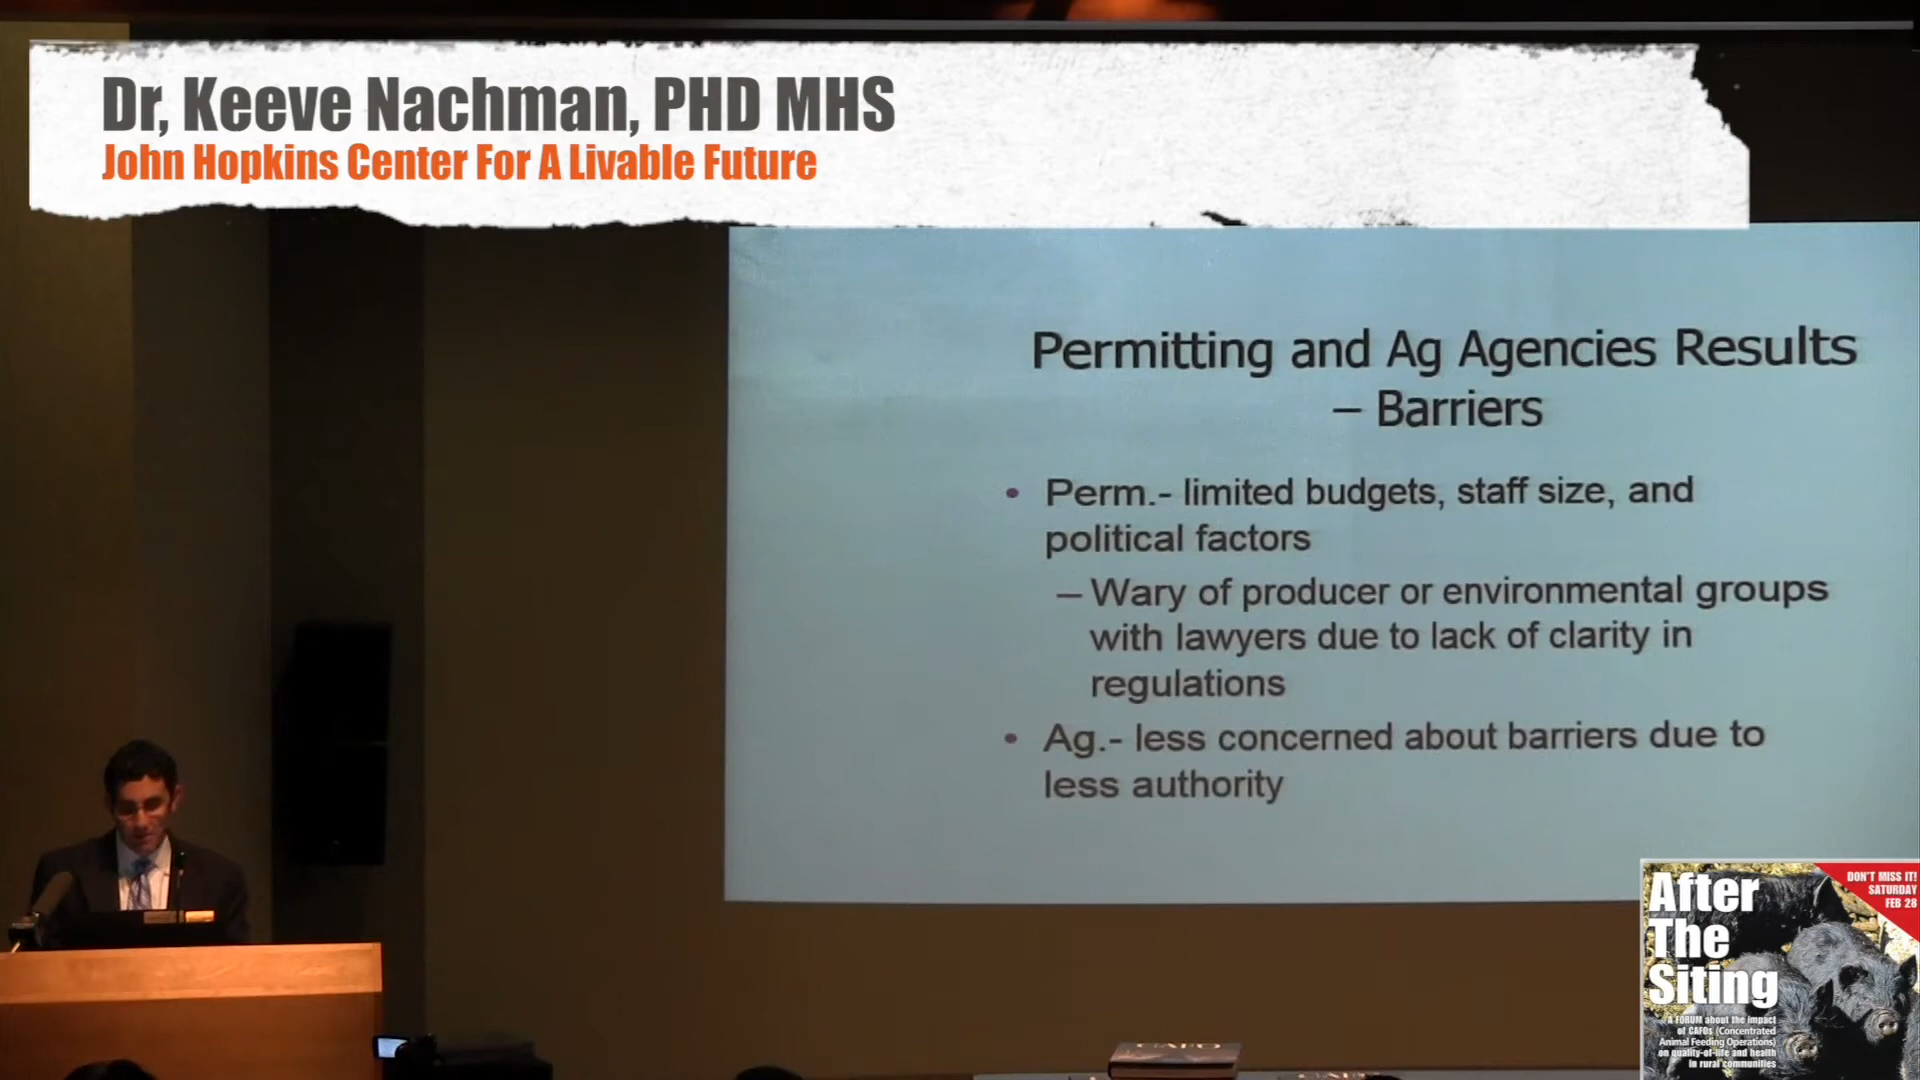 Dr, Keeve Nachman, PHD MHS
John Hopkins Center For A Livable Future
Permitting and Ag Agencies Results
– Barriers
• Perm.- limited budgets, staff size, and
political factors
– Wary of producer or environmental groups
with lawyers due to lack of clarity in
regulations
• Ag.- less concerned about barriers due to
less authority
DON'T MISS IT!
SATURDAY
FEB 28
After
The
Siting
A FORUM about the impact
of CAFOs (Concentrated
Animal Feeding Operations)
on quality-of-life and health
in rural communities
CAFO